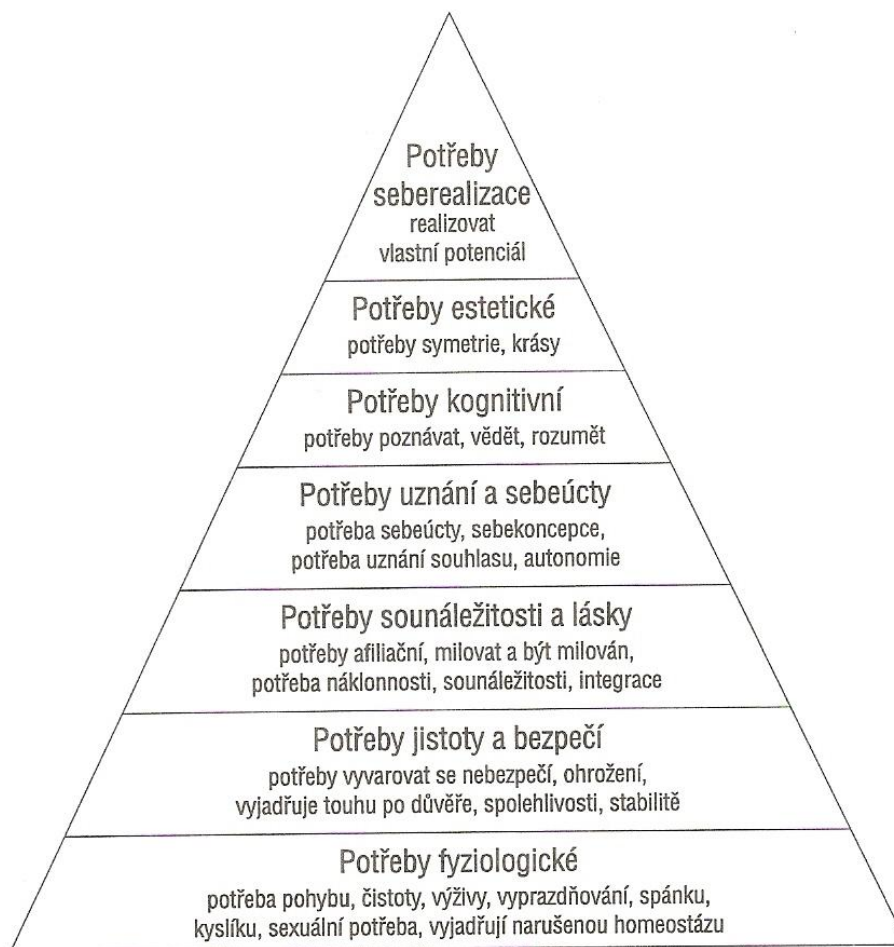 Potřeby
seberealizace
realizovat
vlastní potenciál
Potřeby estetické
potřeby symetrie, krásy
Potřeby kognitivní
potřeby poznávat, vědět, rozumět
Potřeby uznání a sebeúcty
potřeba sebeúcty, sebekoncepce,
potřeba uznání souhlasu, autonomie
Potřeby sounáležitosti a lásky
potřeby afiliační, milovat a být milován,
potřeba náklonnosti, sounáležitosti, integrace
Potřeby jistoty a bezpečí
potřeby vyvarovat se nebezpečí, ohrožení,
vyjadřuje touhu po důvěře, spolehlivosti, stabilitě
Potřeby fyziologické
potřeba pohybu, čistoty, výživy, vyprazdňování, spánku,
kyslíku, sexuální potřeba, vyjadřují narušenou homeostázu